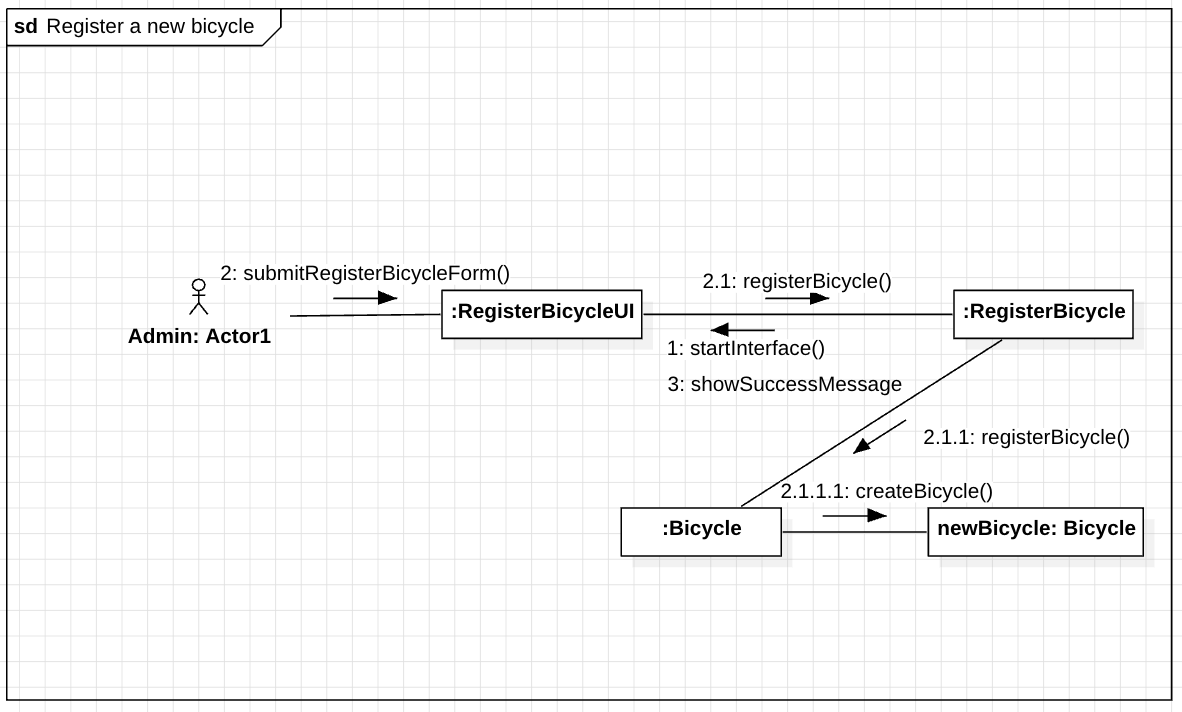 sd Register a new bicycle
2: submitRegisterBicycleForm()
2.1: registerBicycle()
Admin: Actor1
:RegisterBicycleUI
:RegisterBicycle
1: startInterface()
3: showSuccessMessage
2.1.1: registerBicycle()
2.1.1.1: createBicycle()
:Bicycle
newBicycle: Bicycle